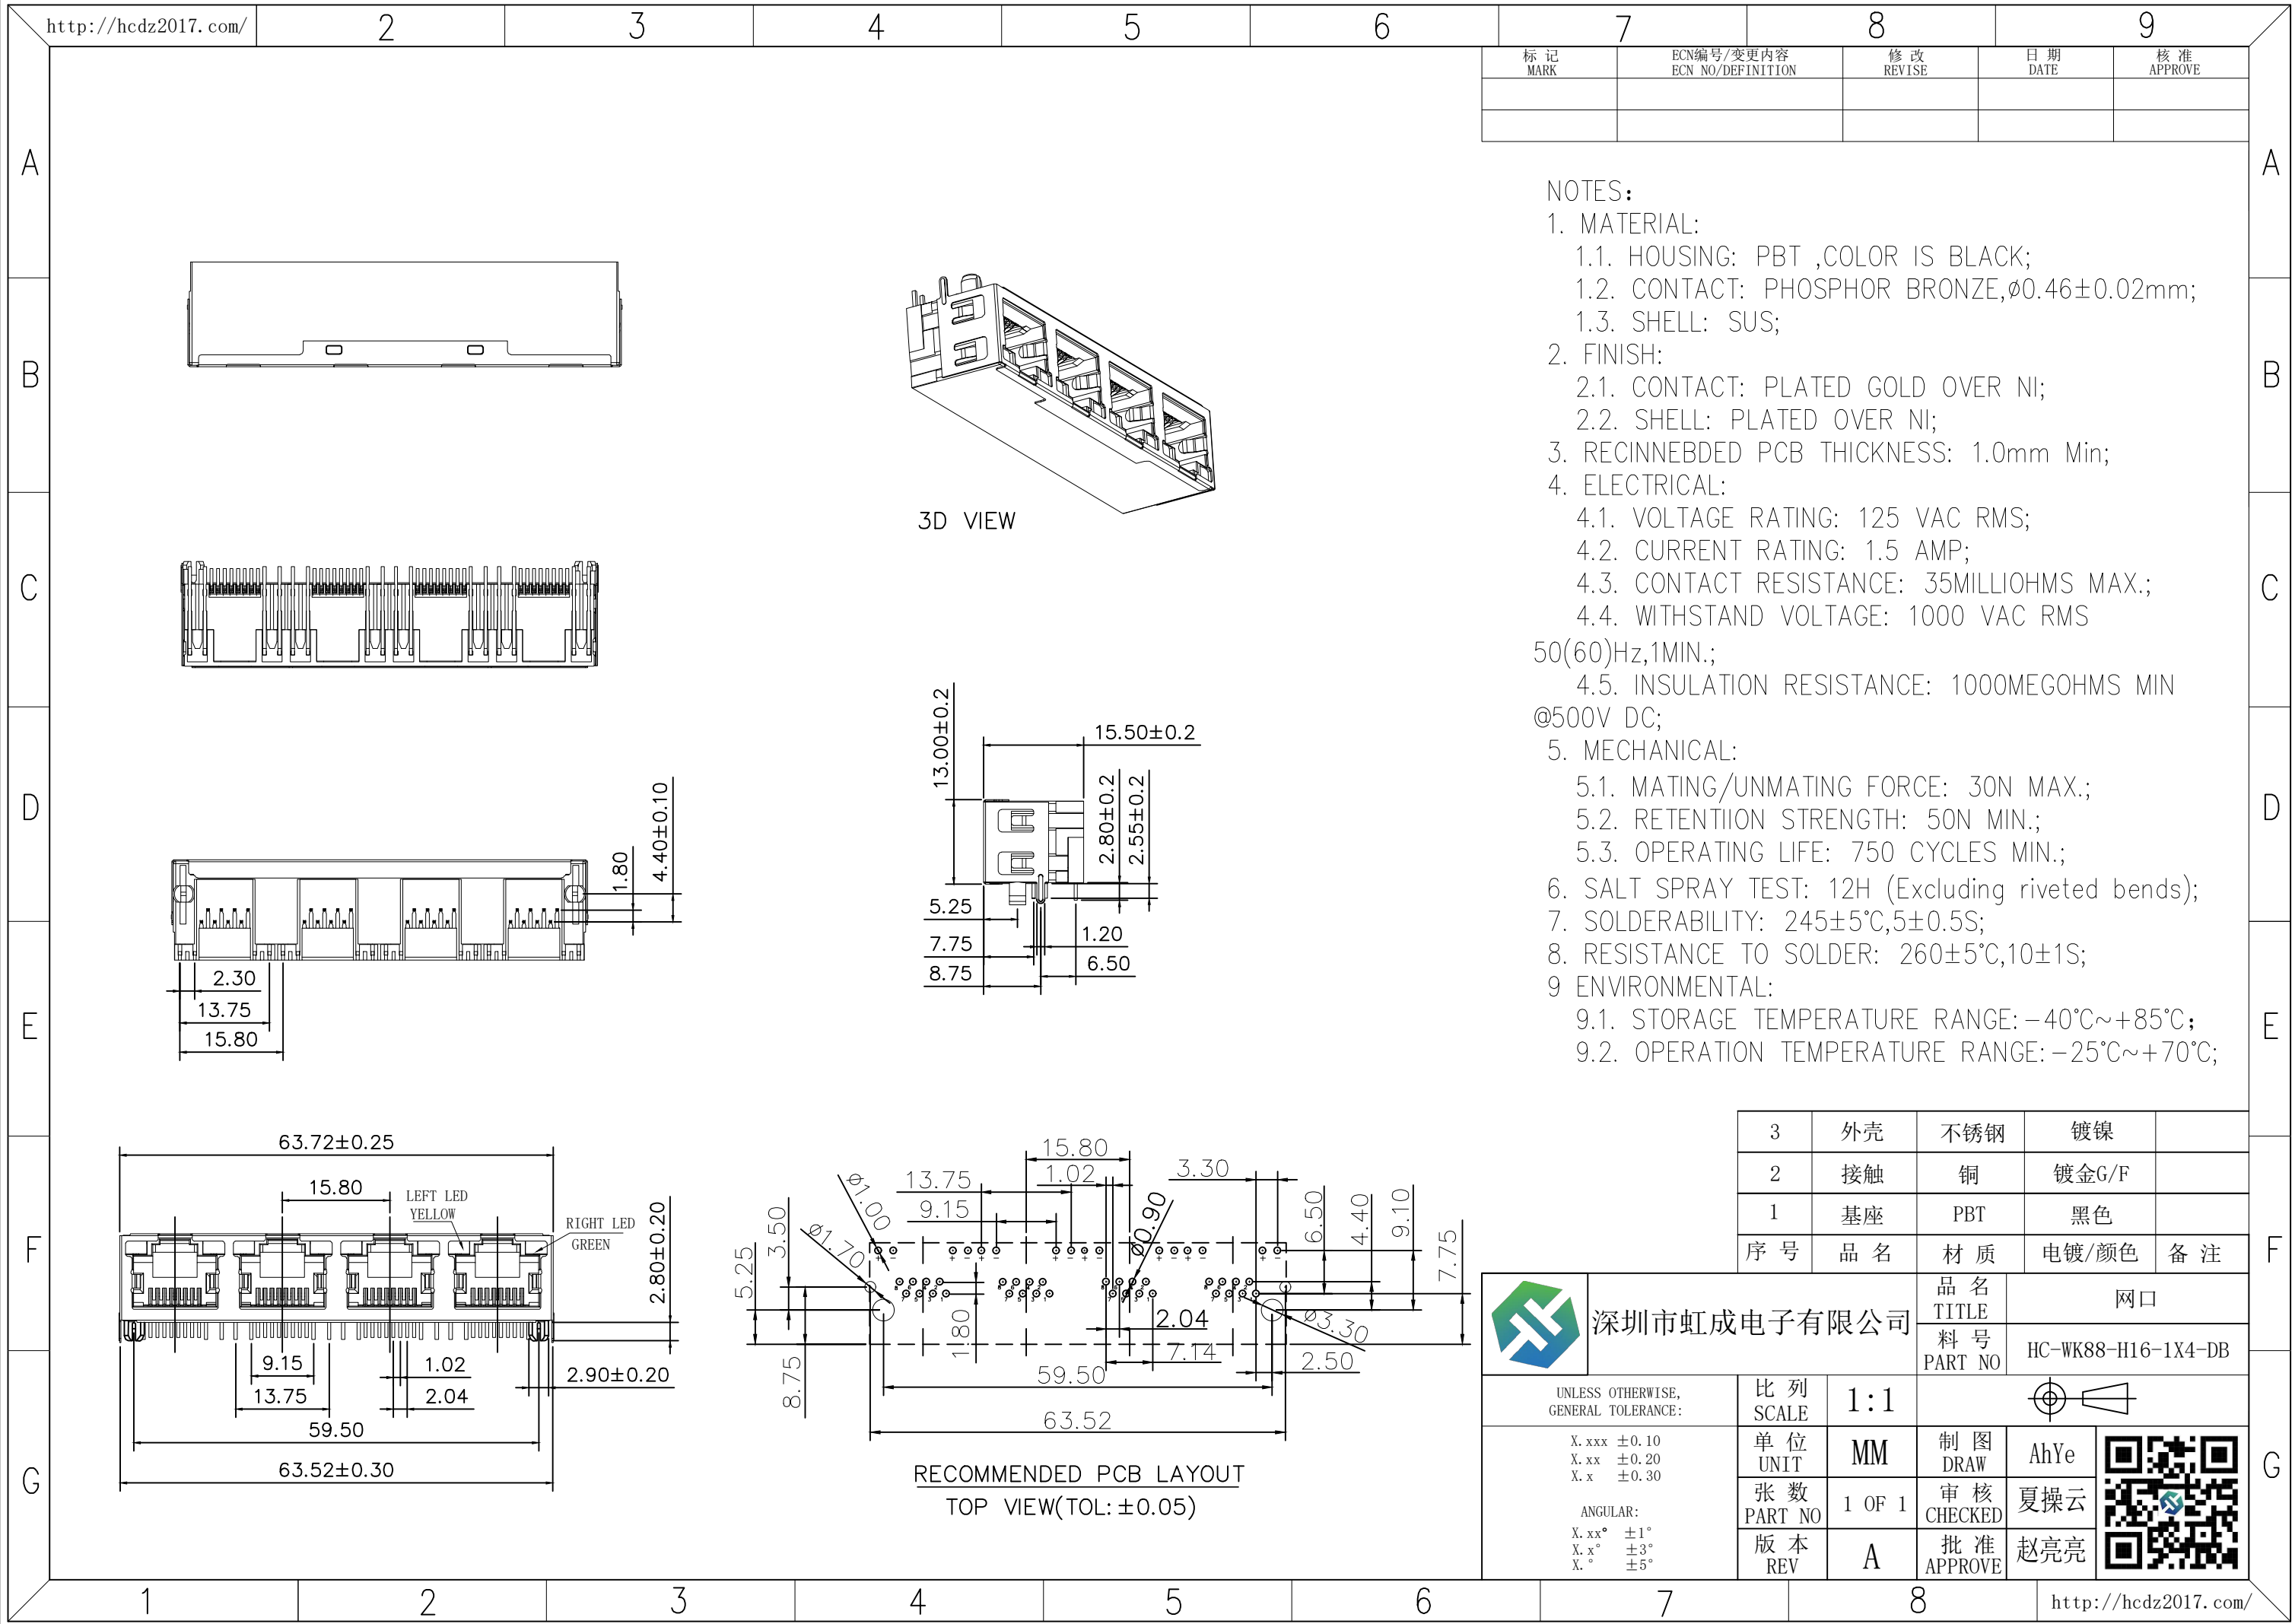 http://hcdz2017.com/
2 3 4 5 6 7 8 9
标 记 ECN编号/变更内容 修 改 日 期 核 准
MARK ECN NO/DEFINITION REVISE DATE APPROVE
A
A
B
B
C
C
D
D
E
E
F
F
G
G
NOTES:
1. MATERIAL:
1.1. HOUSING: PBT ,COLOR IS BLACK;
1.2. CONTACT: PHOSPHOR BRONZE,ø0.46±0.02mm;
1.3. SHELL: SUS;
2. FINISH:
2.1. CONTACT: PLATED GOLD OVER NI;
2.2. SHELL: PLATED OVER NI;
3. RECINNEBDED PCB THICKNESS: 1.0mm Min;
4. ELECTRICAL:
4.1. VOLTAGE RATING: 125 VAC RMS;
4.2. CURRENT RATING: 1.5 AMP;
4.3. CONTACT RESISTANCE: 35MILLIOHMS MAX.;
4.4. WITHSTAND VOLTAGE: 1000 VAC RMS
50(60)Hz,1MIN.;
4.5. INSULATION RESISTANCE: 1000MEGOHMS MIN
@500V DC;
5. MECHANICAL:
5.1. MATING/UNMATING FORCE: 30N MAX.;
5.2. RETENTIION STRENGTH: 50N MIN.;
5.3. OPERATING LIFE: 750 CYCLES MIN.;
6. SALT SPRAY TEST: 12H (Excluding riveted bends);
7. SOLDERABILITY: 245±5℃,5±0.5S;
8. RESISTANCE TO SOLDER: 260±5℃,10±1S;
9 ENVIRONMENTAL:
9.1. STORAGE TEMPERATURE RANGE:-40℃~+85℃;
9.2. OPERATION TEMPERATURE RANGE:-25℃~+70℃;
3D VIEW
13.00±0.2
15.50±0.2
2.80±0.2
2.55±0.2
5.25
7.75
8.75
1.20
6.50
1.80
4.40±0.10
2.30
13.75
15.80
63.72±0.25
15.80
LEFT LED
YELLOW
RIGHT LED
GREEN
2.80±0.20
9.15
13.75
1.02
2.04
2.90±0.20
59.50
63.52±0.30
15.80
13.75
1.02
3.30
9.15
ø1.00
ø1.70
ø0.90
3.50
5.25
8.75
6.50
4.40
9.10
7.75
1.80
2.04
7.14
ø3.30
2.50
59.50
63.52
RECOMMENDED PCB LAYOUT
TOP VIEW(TOL:±0.05)
3 外壳 不锈钢 镀镍
2 接触 铜 镀金G/F
1 基座 PBT 黑色
序 号 品 名 材 质 电镀/颜色 备 注
深圳市虹成电子有限公司
品 名
TITLE
网口
料 号
PART NO
HC-WK88-H16-1X4-DB
UNLESS OTHERWISE,
GENERAL TOLERANCE:
X.xxx ±0.10
X.xx ±0.20
X.x ±0.30
ANGULAR:
X.xx° ±1°
X.x° ±3°
X.° ±5°
比 列
SCALE
1:1
单 位
UNIT
MM
制 图
DRAW
AhYe
张 数
PART NO
1 OF 1
审 核
CHECKED
夏操云
版 本
REV
A
批 准
APPROVE
赵亮亮
1 2 3 4 5 6 7 8
http://hcdz2017.com/